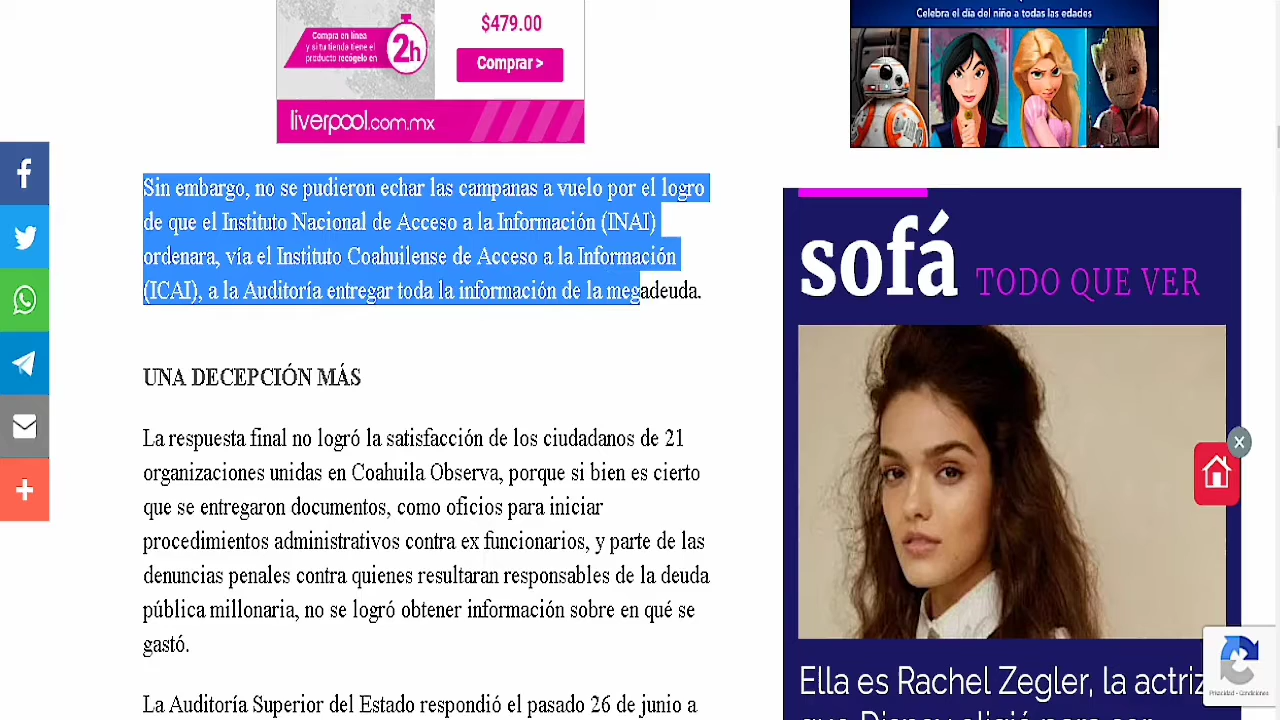 $479.00
Compra en línea
y si tu tienda tiene el
producto recógelo en
2h
Comprar >
liverpool.com.mx
Celebra el día del niño a todas las edades
Sin embargo, no se pudieron echar las campanas a vuelo por el logro
de que el Instituto Nacional de Acceso a la Información (INAI)
ordenara, vía el Instituto Coahuilense de Acceso a la Información
(ICAI), a la Auditoría entregar toda la información de la megadeuda.
UNA DECEPCIÓN MÁS
La respuesta final no logró la satisfacción de los ciudadanos de 21
organizaciones unidas en Coahuila Observa, porque si bien es cierto
que se entregaron documentos, como oficios para iniciar
procedimientos administrativos contra ex funcionarios, y parte de las
denuncias penales contra quienes resultaran responsables de la deuda
pública millonaria, no se logró obtener información sobre en qué se
gastó.
La Auditoría Superior del Estado respondió el pasado 26 de junio a
sofá TODO QUE VER
Ella es Rachel Zegler, la actriz
que Disney eligió para ser
Privacidad - Condiciones